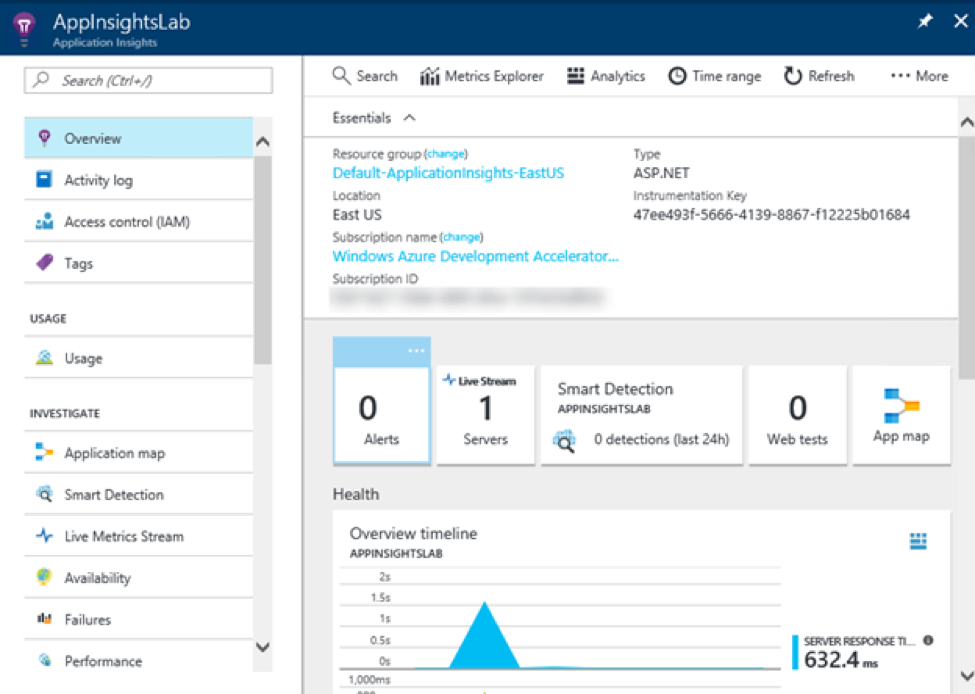 AppInsightsLab
Application Insights
Search (Ctrl+/)
Overview
Activity log
Access control (IAM)
Tags
USAGE
Usage
INVESTIGATE
Application map
Smart Detection
Live Metrics Stream
Availability
Failures
Performance
Search Metrics Explorer Analytics Time range Refresh ··· More
Essentials
Resource group (change)
Default-ApplicationInsights-EastUS
Location
East US
Subscription name (change)
Windows Azure Development Accelerator...
Subscription ID
Type
ASP.NET
Instrumentation Key
47ee493f-5666-4139-8867-f12225b01684
0
Alerts
Live Stream
1
Servers
Smart Detection
APPINSIGHTSLAB
0 detections (last 24h)
0
Web tests
App map
Health
Overview timeline
APPINSIGHTSLAB
2s
1.5s
1s
0.5s
0s
1,000ms
SERVER RESPONSE TI...
632.4 ms